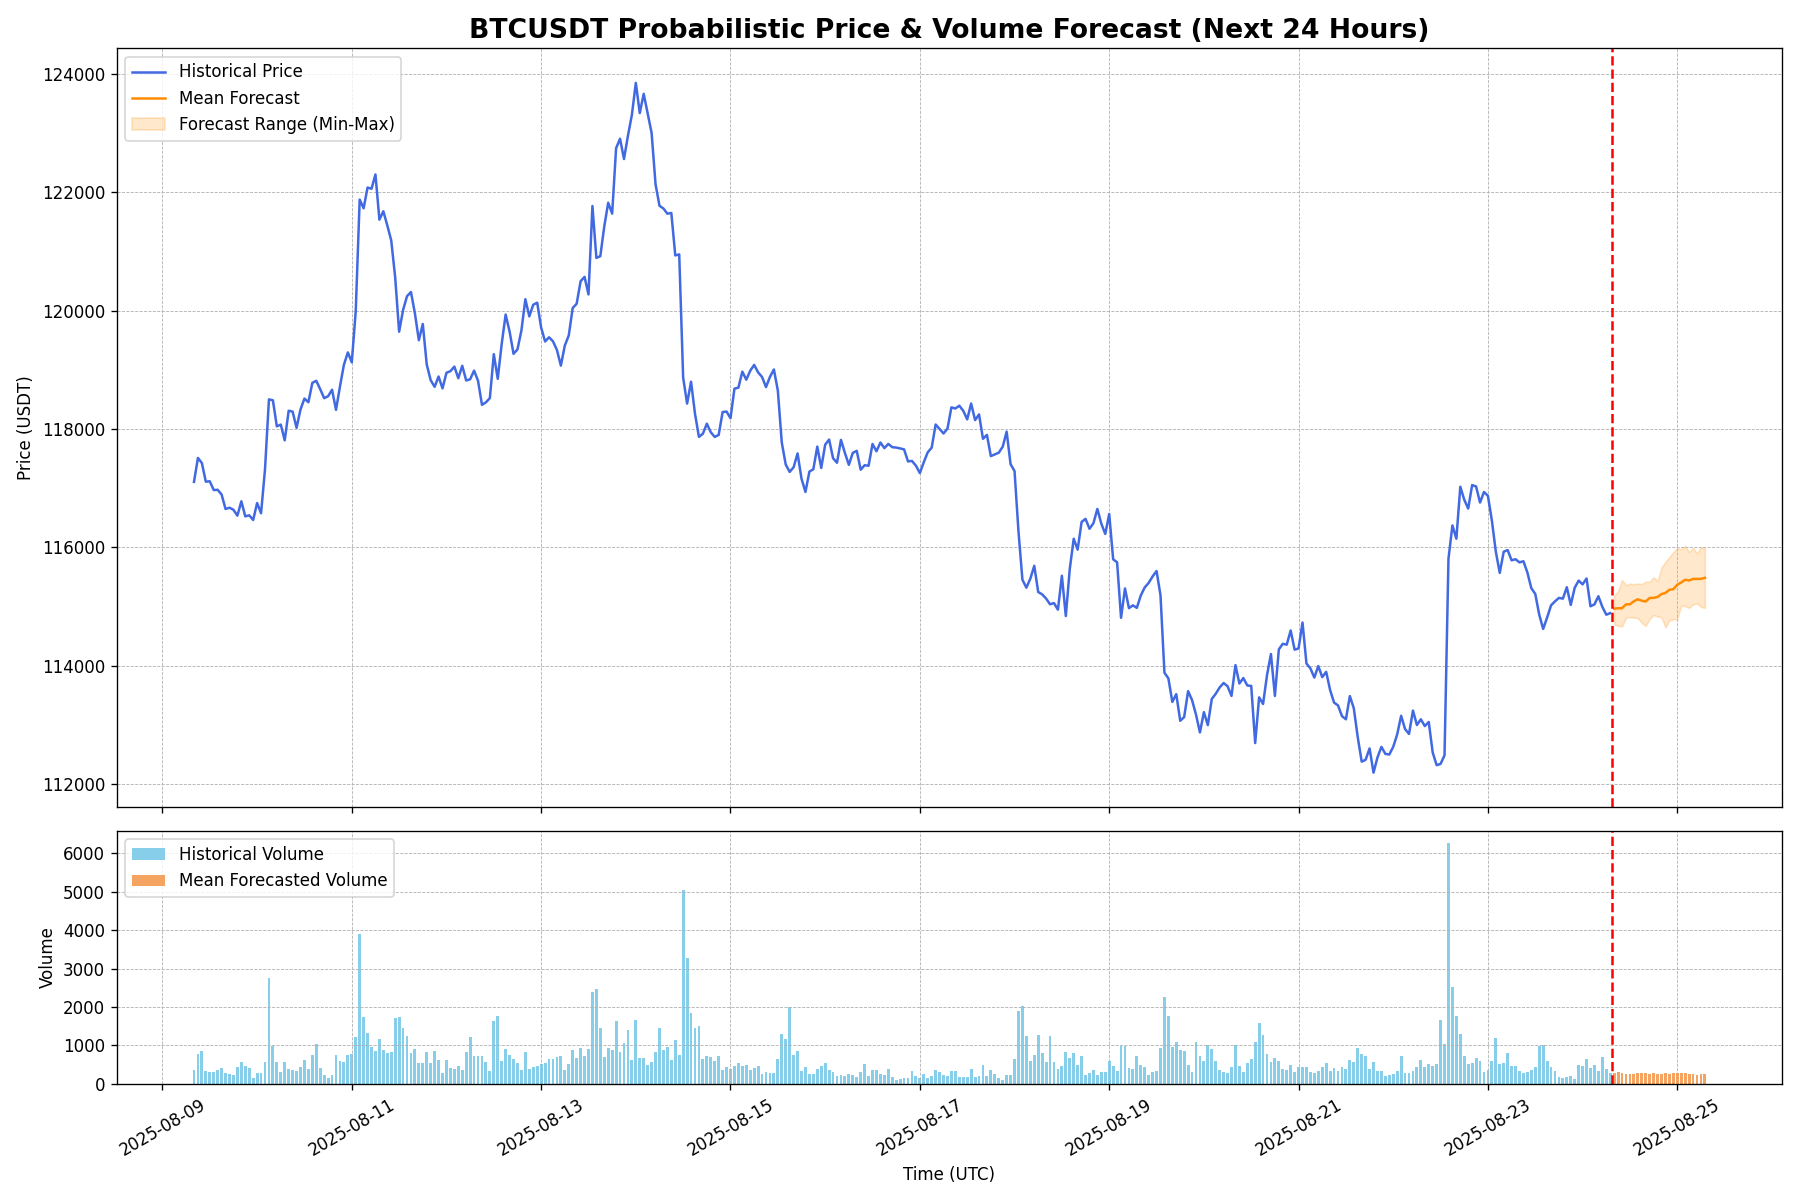 BTCUSDT Probabilistic Price & Volume Forecast (Next 24 Hours)
Historical Price
Mean Forecast
Forecast Range (Min-Max)
124000
122000
120000
118000
116000
114000
112000
Price (USDT)
Historical Volume
Mean Forecasted Volume
6000
5000
4000
3000
2000
1000
0
Volume
2025-08-09
2025-08-11
2025-08-13
2025-08-15
2025-08-17
2025-08-19
2025-08-21
2025-08-23
2025-08-25
Time (UTC)